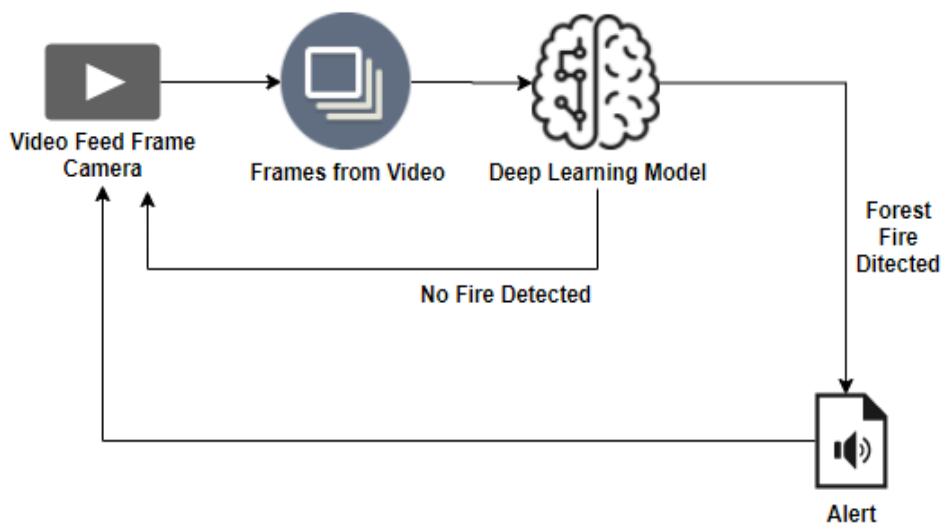 Video Feed Frame
Camera
Frames from Video
Deep Learning Model
Forest
Fire
Ditected
No Fire Detected
Alert